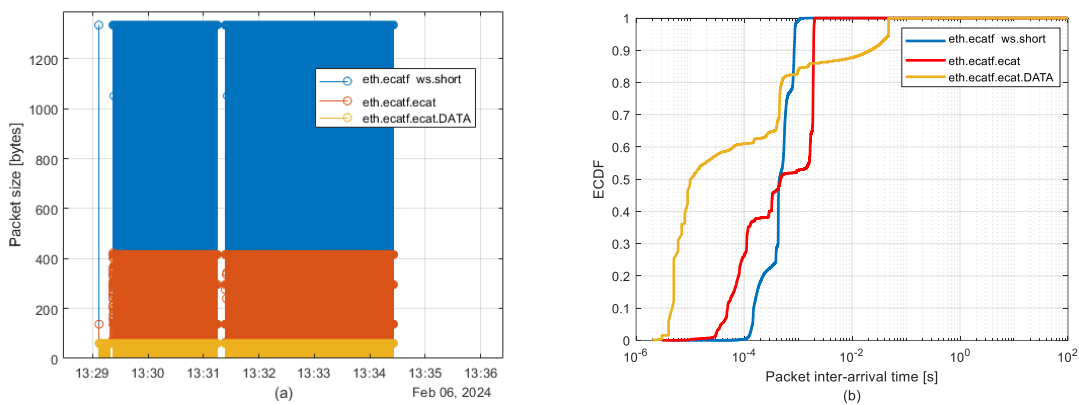 Packet size [bytes]
1200
1000
800
600
400
200
0
eth.ecatf ws.short
eth.ecatf.ecat
eth.ecatf.ecat.DATA
13:29 13:30 13:31 13:32 13:33 13:34 13:35 13:36
(a)
Feb 06, 2024
ECDF
1
0.9
0.8
0.7
0.6
0.5
0.4
0.3
0.2
0.1
0
eth.ecatf ws.short
eth.ecatf.ecat
eth.ecatf.ecat.DATA
10-6 10-4 10-2 100 102
Packet inter-arrival time [s]
(b)